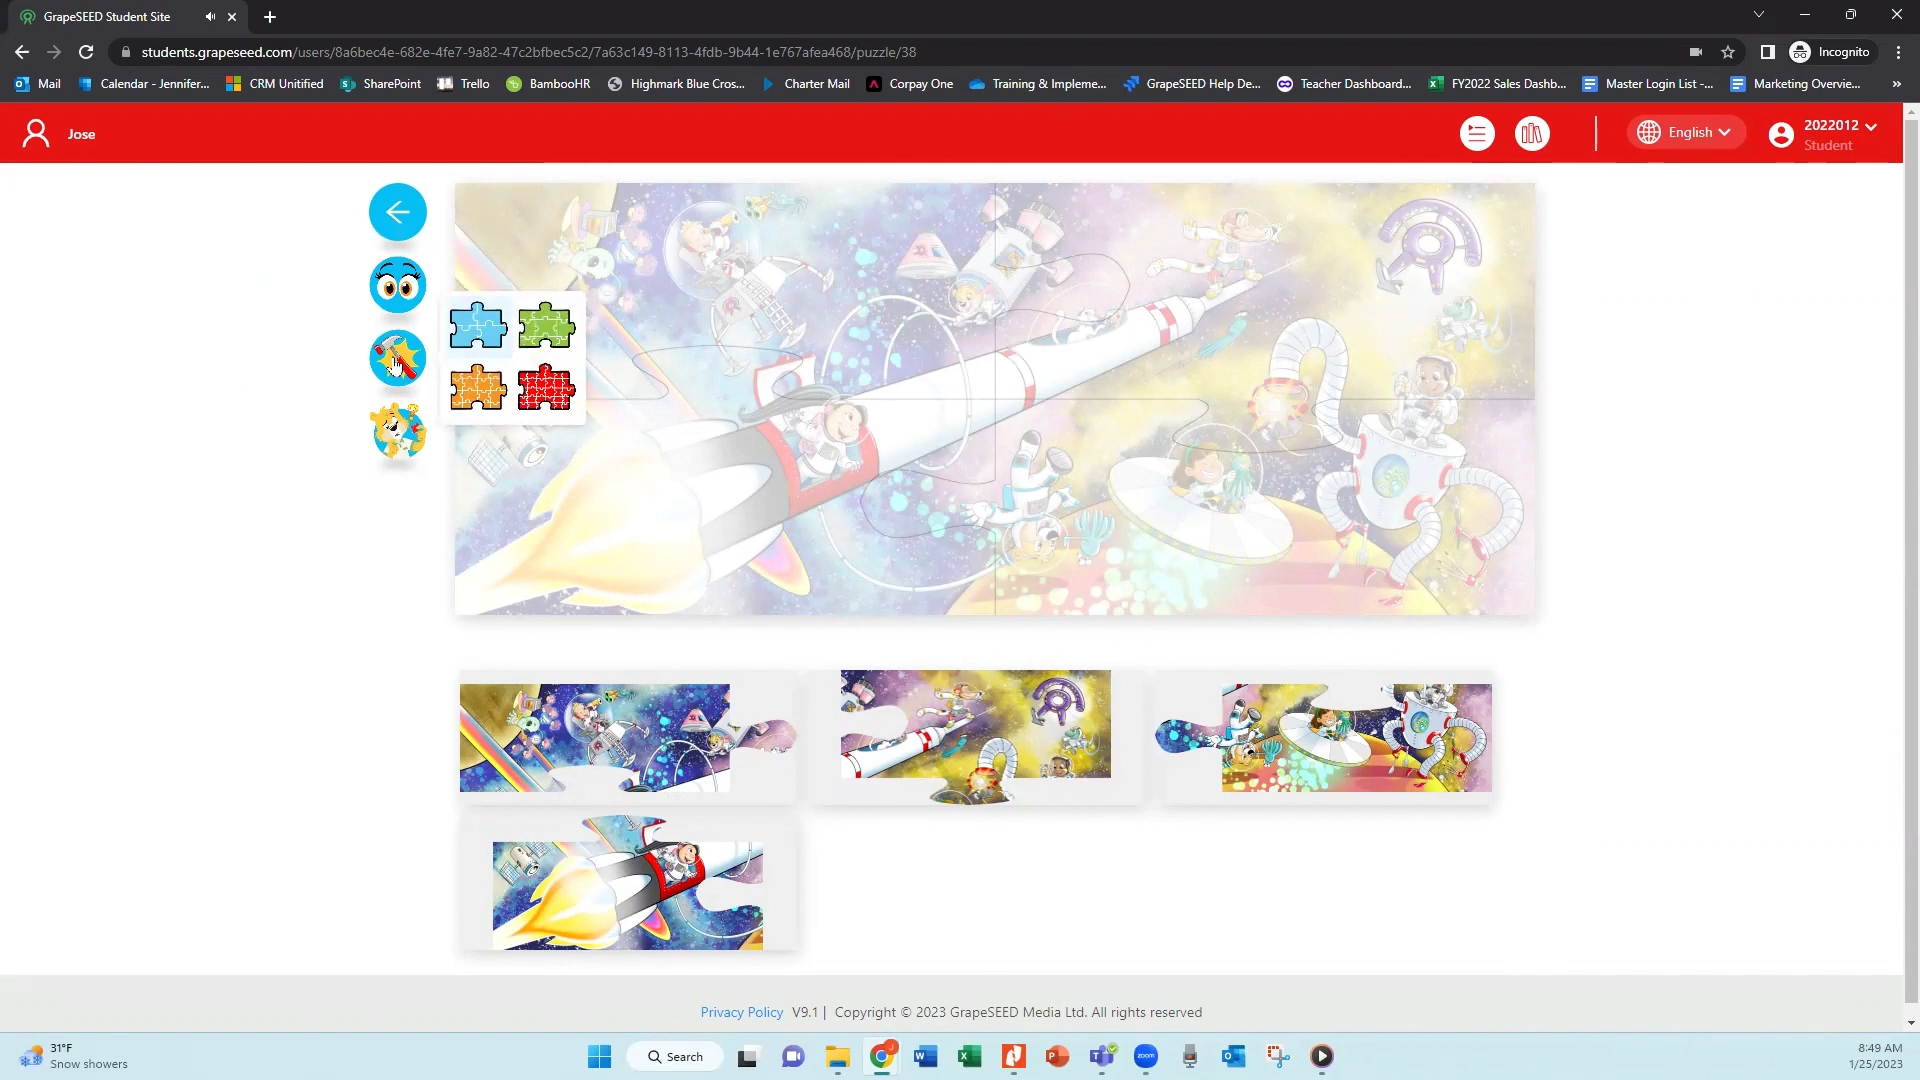 GrapeSEED Student Site
students.grapeseed.com/users/8a6bec4e-682e-4fe7-9a82-47c2bfbec5c2/7a63c149-8113-4fdb-9b44-1e767afea468/puzzle/38
Incognito
Mail
Calendar - Jennifer...
CRM Unitified
SharePoint
Trello
BambooHR
Highmark Blue Cros...
Charter Mail
Corpay One
Training & Impleme...
GrapeSEED Help De...
Teacher Dashboard...
FY2022 Sales Dashb...
Master Login List -...
Marketing Overvie...
Jose
English
2022012
Student
Privacy Policy V9.1 | Copyright © 2023 GrapeSEED Media Ltd. All rights reserved
31°F
Snow showers
Search
zoom
8:49 AM
1/25/2023